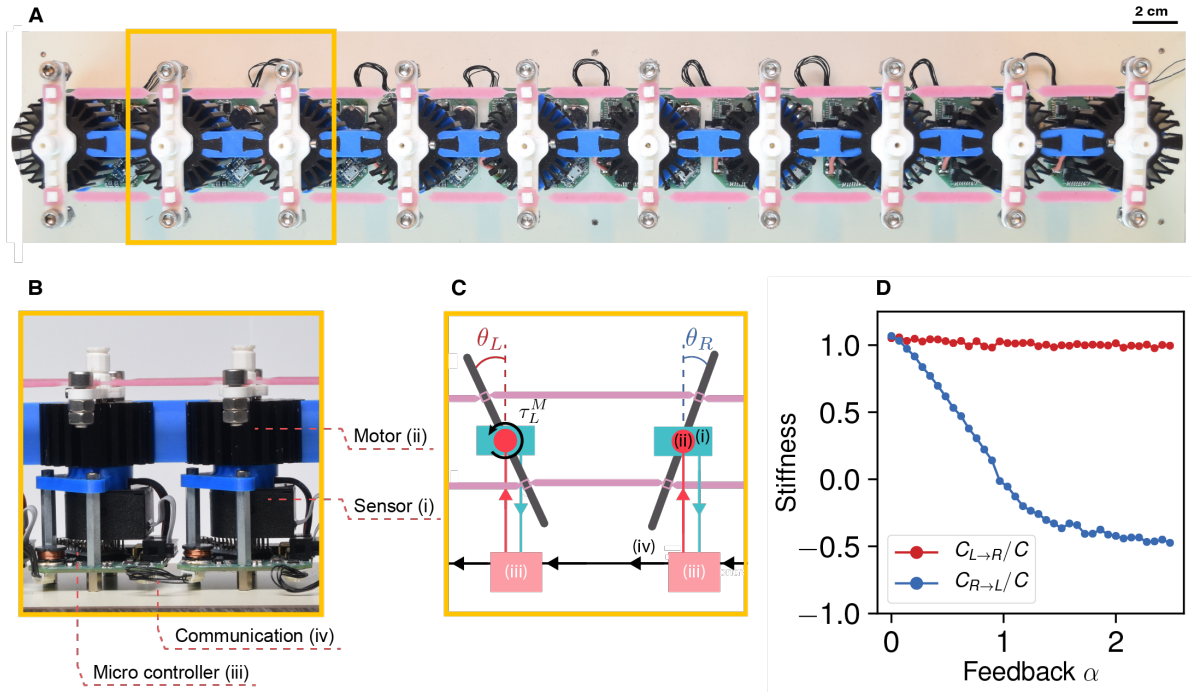 A
2 cm
B
C
D
Motor (ii)
Sensor (i)
Communication (iv)
Micro controller (iii)
θ_L
θ_R
τ_L^M
(ii)
(i)
(iv)
(iii)
(iii)
Stiffness
1.0
0.5
0.0
−0.5
−1.0
C_{L→R}/C
C_{R→L}/C
0
1
2
Feedback α